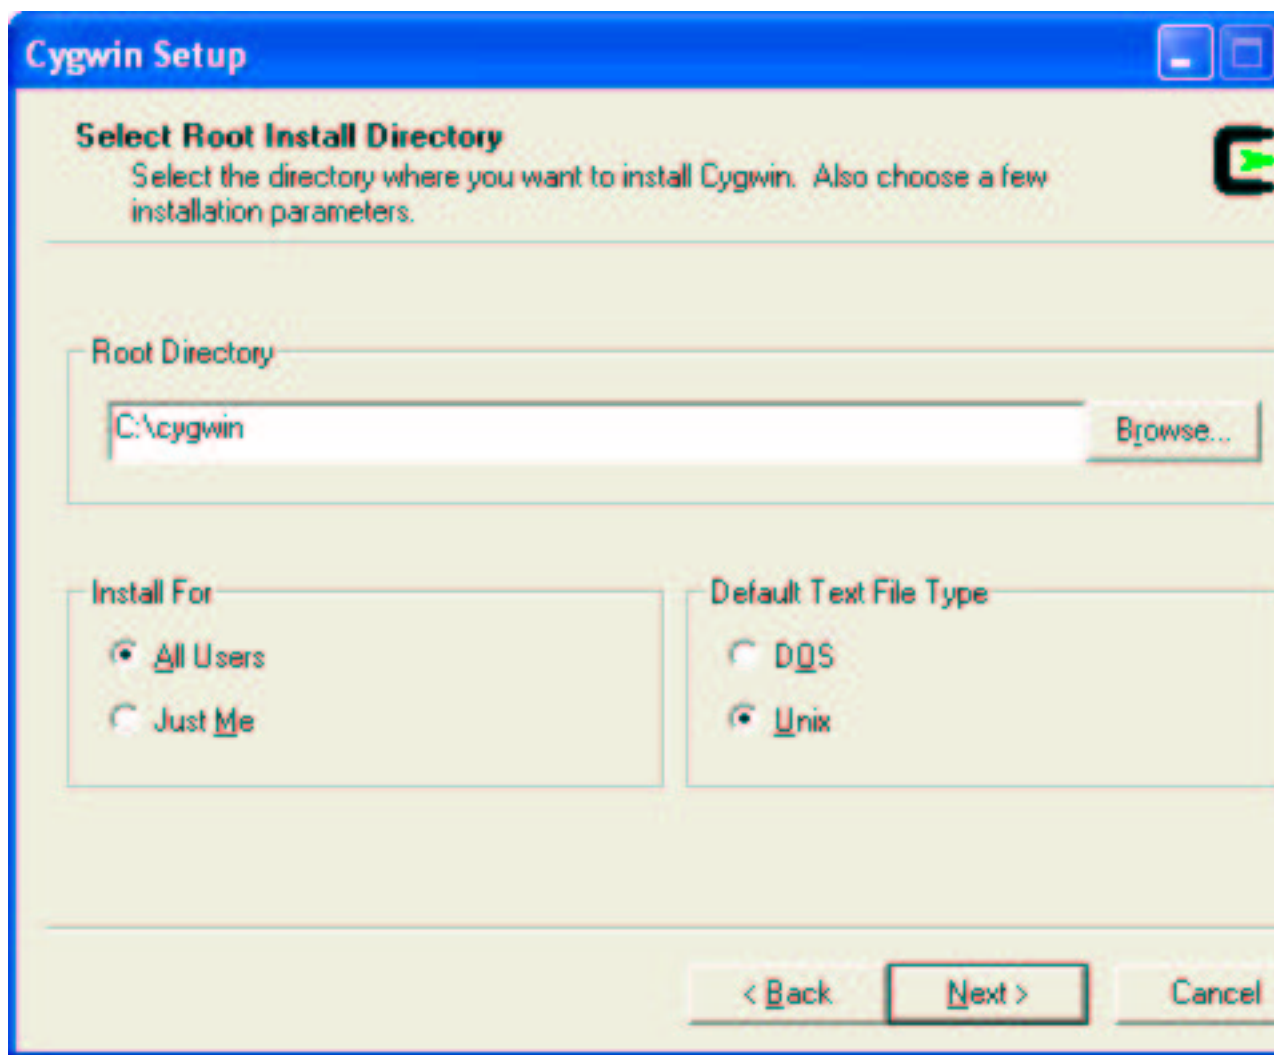 Cygwin Setup
Select Root Install Directory
Select the directory where you want to install Cygwin. Also choose a few
installation parameters.
Root Directory
C:\cygwin
Browse...
Install For
All Users
Just Me
Default Text File Type
DOS
Unix
< Back
Next >
Cancel